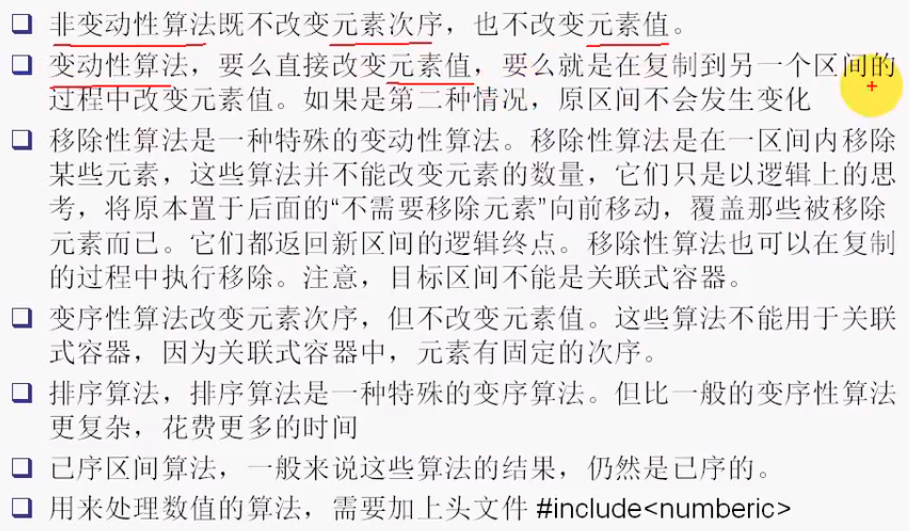 非变动性算法既不改变元素次序，也不改变元素值。
变动性算法，要么直接改变元素值，要么就是在复制到另一个区间的
过程中改变元素值。如果是第二种情况，原区间不会发生变化
移除性算法是一种特殊的变动性算法。移除性算法是在一区间内移除
某些元素，这些算法并不能改变元素的数量，它们只是以逻辑上的思
考，将原本置于后面的“不需要移除元素”向前移动，覆盖那些被移除
元素而已。它们都返回新区间的逻辑终点。移除性算法也可以在复制
的过程中执行移除。注意，目标区间不能是关联式容器。
变序性算法改变元素次序，但不改变元素值。这些算法不能用于关联
式容器，因为关联式容器中，元素有固定的次序。
排序算法，排序算法是一种特殊的变序算法。但比一般的变序性算法
更复杂，花费更多的时间
已序区间算法，一般来说这些算法的结果，仍然是已序的。
用来处理数值的算法，需要加上头文件 #include<numberic>